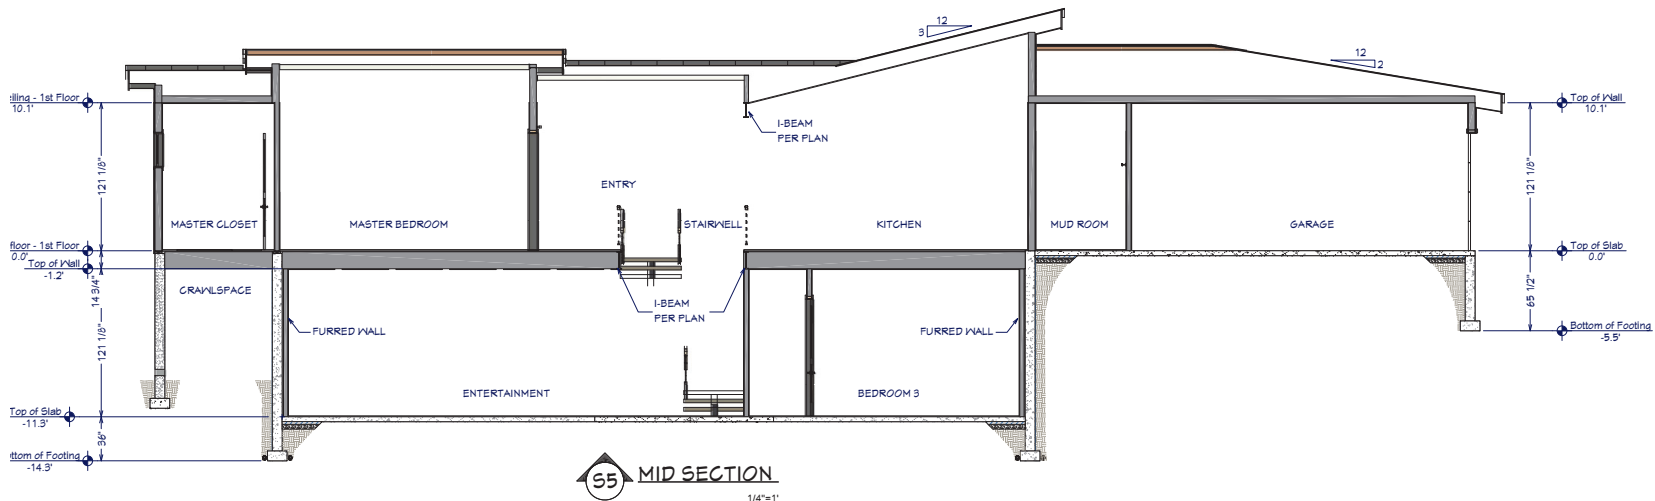 12
3
12
2
iling - 1st Floor
10.1'
Top of Wall
10.1'
I-BEAM
PER PLAN
121 1/8"
121 1/8"
ENTRY
MASTER CLOSET
MASTER BEDROOM
STAIRWELL
KITCHEN
MUD ROOM
GARAGE
floor - 1st Floor
0.0'
Top of Slab
0.0'
Top of Wall
-1.2'
14 3/4"
CRAWLSPACE
I-BEAM
PER PLAN
65 1/2"
FURRED WALL
FURRED WALL
Bottom of Footing
-5.5'
121 1/8"
ENTERTAINMENT
BEDROOM 3
Top of Slab
-11.3'
36"
ttom of Footing
-14.3'
S5
MID SECTION
1/4"=1'